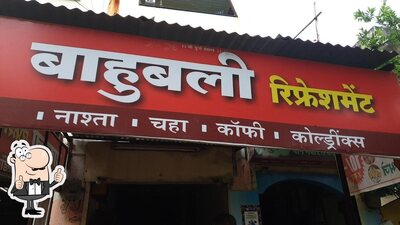 बाहुबली रिफ्रेशमेंट
▪ नाश्ता ▪ चहा ▪ कॉफी ▪ कोल्ड्रींक्स